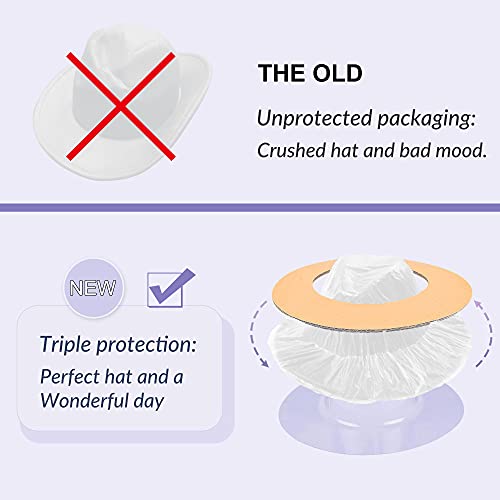 THE OLD
Unprotected packaging:
Crushed hat and bad mood.
NEW
Triple protection:
Perfect hat and a
Wonderful day